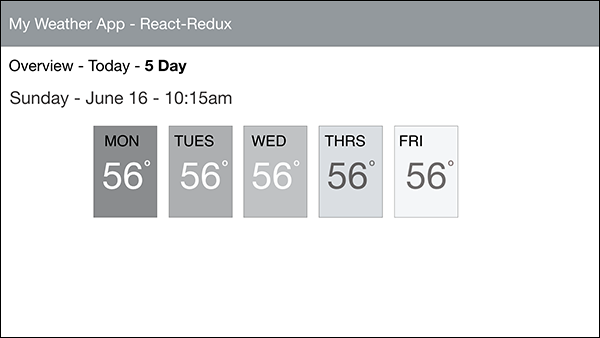 My Weather App - React-Redux
Overview - Today - 5 Day
Sunday - June 16 - 10:15am
MON TUES WED THRS FRI
56° 56° 56° 56° 56°